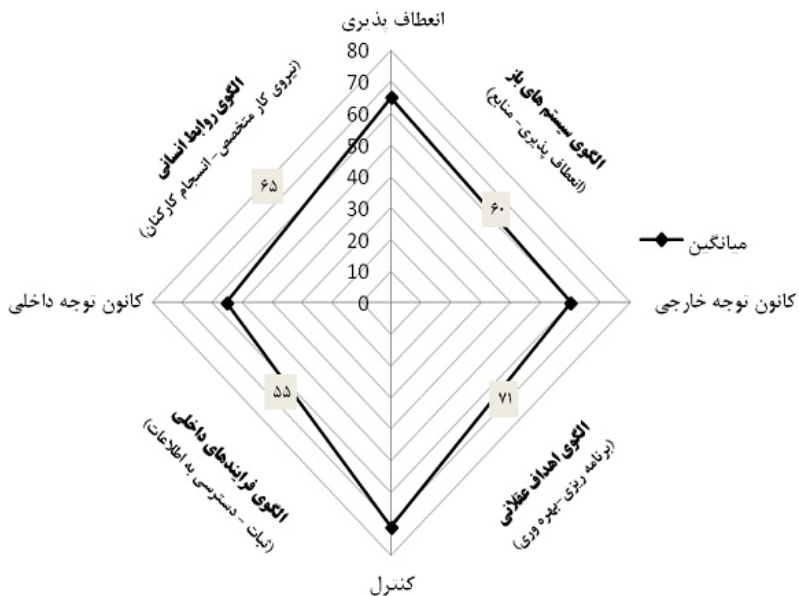 انعطاف پذیری
80
70
60
50
40
30
20
10
0
الگوی روابط انسانی
(نیروی کار متخصص- انسجام کارکنان)
۶۵
الگوی سیستم های باز
(انعطاف پذیری- منابع)
۶۰
میانگین
کانون توجه خارجی
کانون توجه داخلی
۵۵
الگوی فرایندهای داخلی
(ثبات - دسترسی به اطلاعات)
۷۱
الگوی اهداف عقلانی
(برنامه ریزی-بهره وری)
کنترل